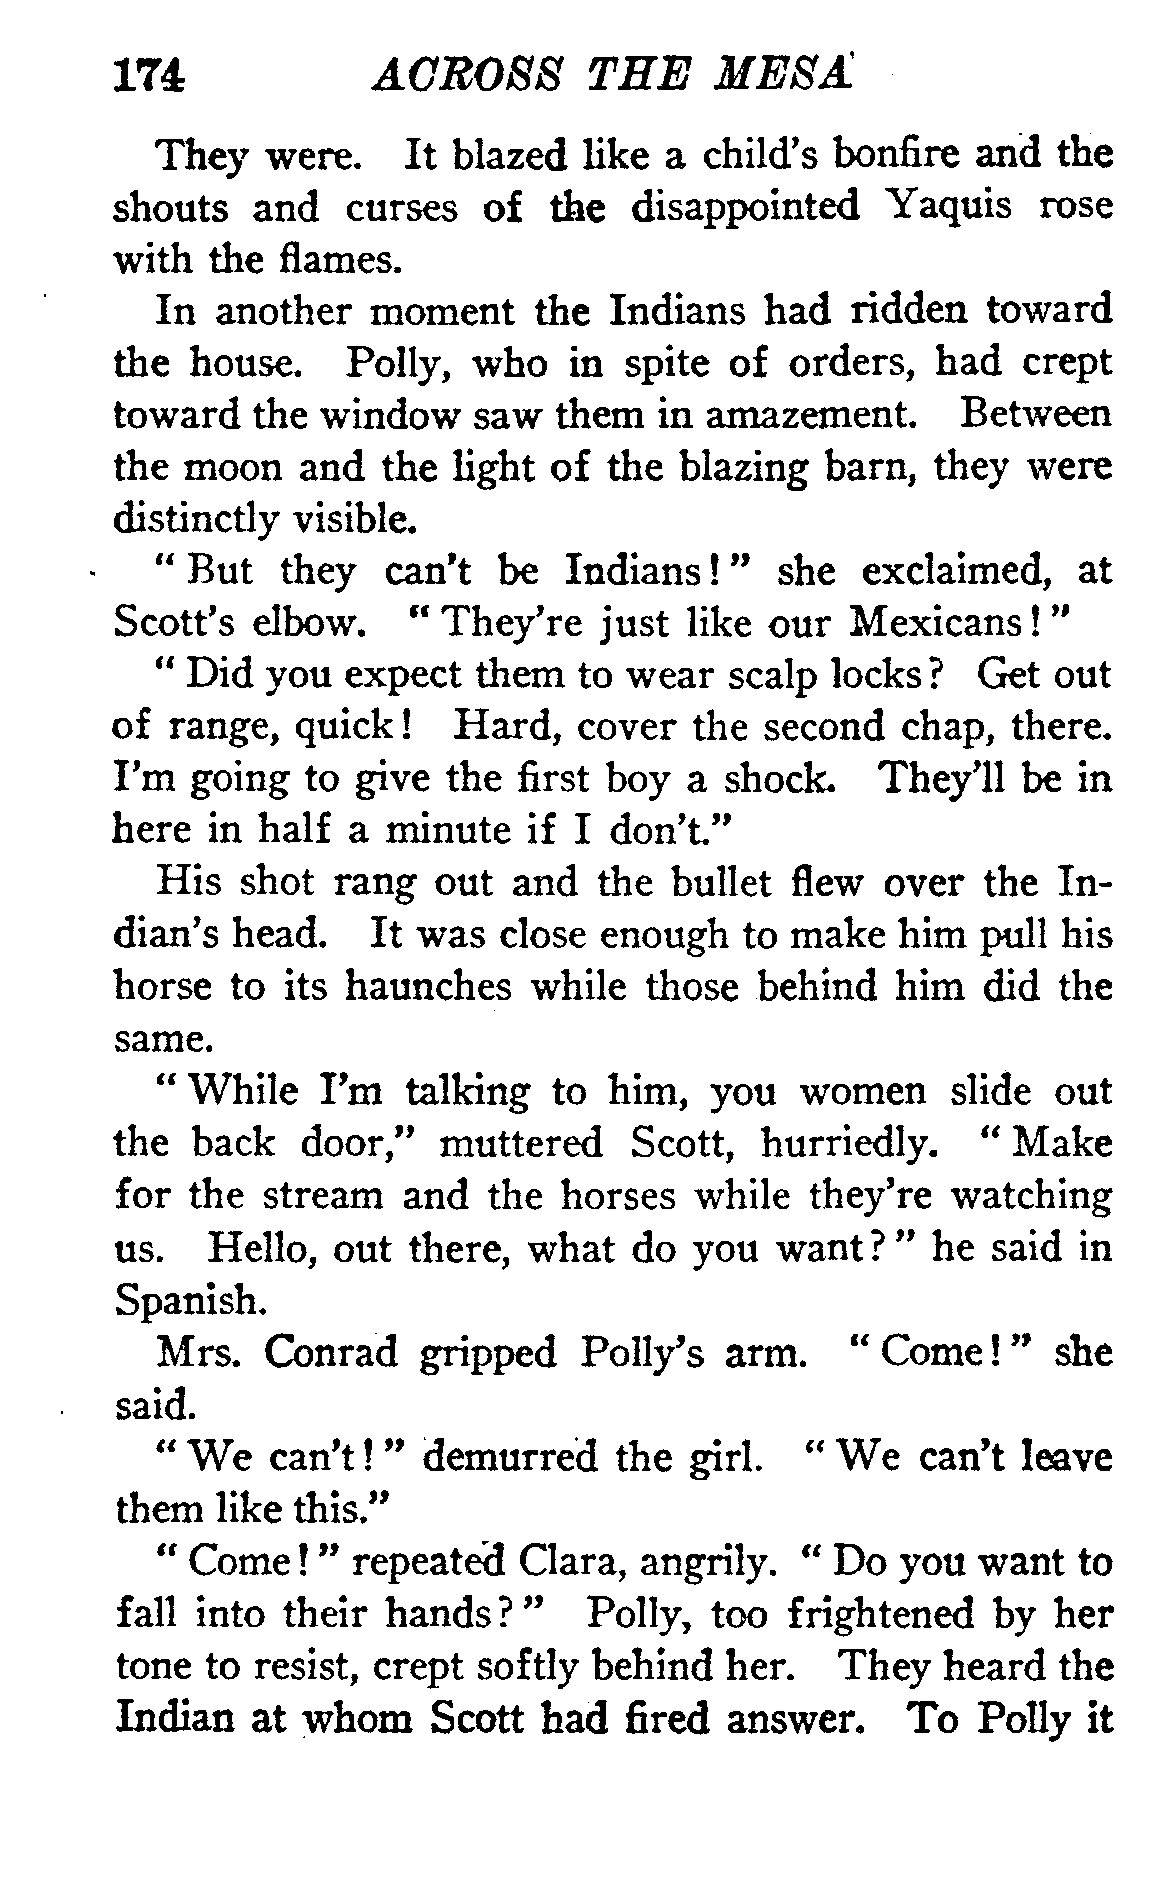 174 ACROSS THE MESA
They were. It blazed like a child's bonfire and the
shouts and curses of the disappointed Yaquis rose
with the flames.
In another moment the Indians had ridden toward
the house. Polly, who in spite of orders, had crept
toward the window saw them in amazement. Between
the moon and the light of the blazing barn, they were
distinctly visible.
" But they can't be Indians! " she exclaimed, at
Scott's elbow. " They're just like our Mexicans! "
" Did you expect them to wear scalp locks? Get out
of range, quick! Hard, cover the second chap, there.
I'm going to give the first boy a shock. They'll be in
here in half a minute if I don't."
His shot rang out and the bullet flew over the In-
dian's head. It was close enough to make him pull his
horse to its haunches while those behind him did the
same.
" While I'm talking to him, you women slide out
the back door," muttered Scott, hurriedly. " Make
for the stream and the horses while they're watching
us. Hello, out there, what do you want? " he said in
Spanish.
Mrs. Conrad gripped Polly's arm. " Come! " she
said.
" We can't! " demurred the girl. " We can't leave
them like this."
" Come! " repeated Clara, angrily. " Do you want to
fall into their hands? " Polly, too frightened by her
tone to resist, crept softly behind her. They heard the
Indian at whom Scott had fired answer. To Polly it